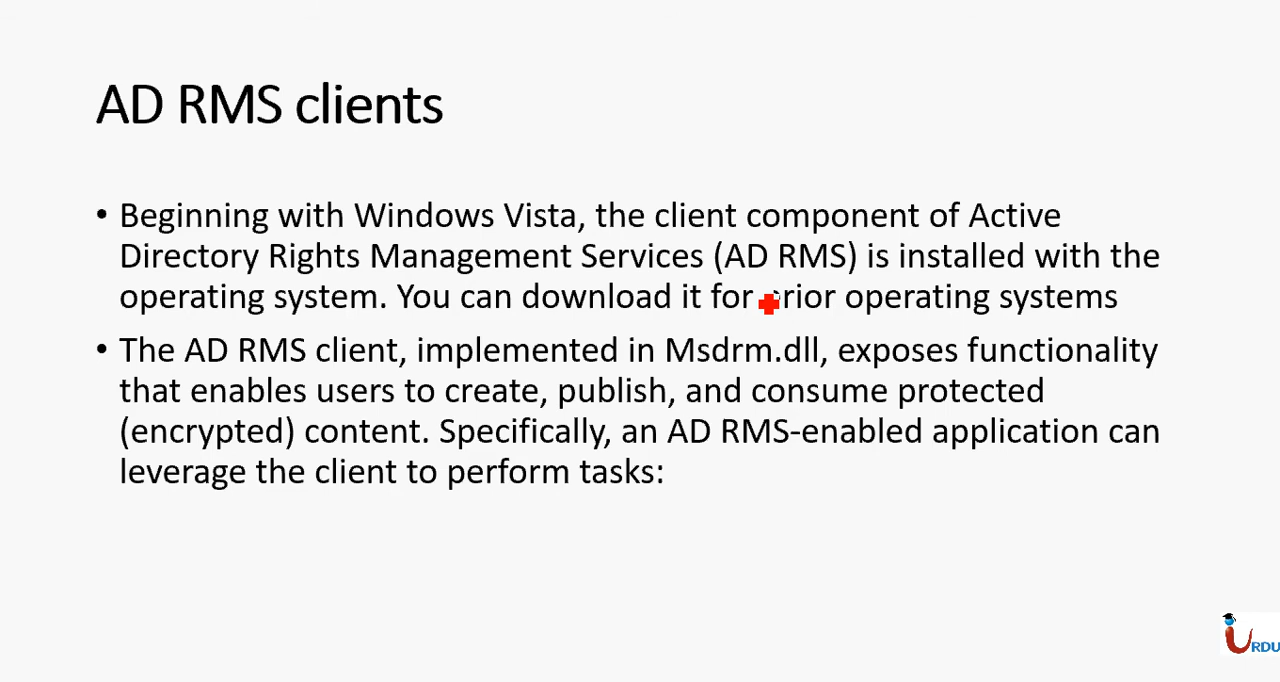 AD RMS clients
• Beginning with Windows Vista, the client component of Active
Directory Rights Management Services (AD RMS) is installed with the
operating system. You can download it for prior operating systems
• The AD RMS client, implemented in Msdrm.dll, exposes functionality
that enables users to create, publish, and consume protected
(encrypted) content. Specifically, an AD RMS-enabled application can
leverage the client to perform tasks:
iURDU